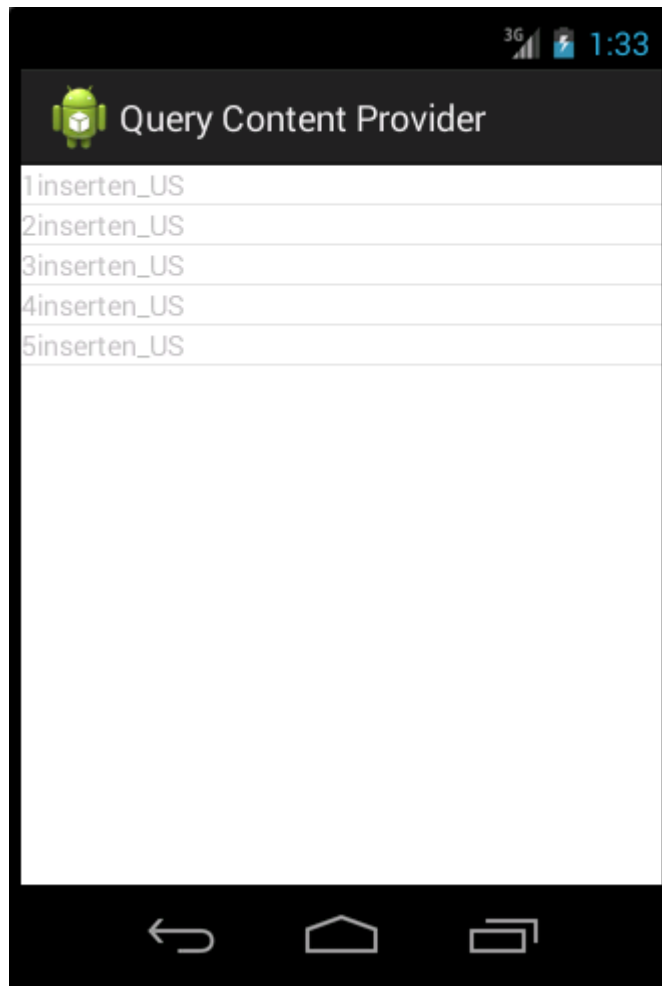 3G 1:33
Query Content Provider
1inserten_US
2inserten_US
3inserten_US
4inserten_US
5inserten_US